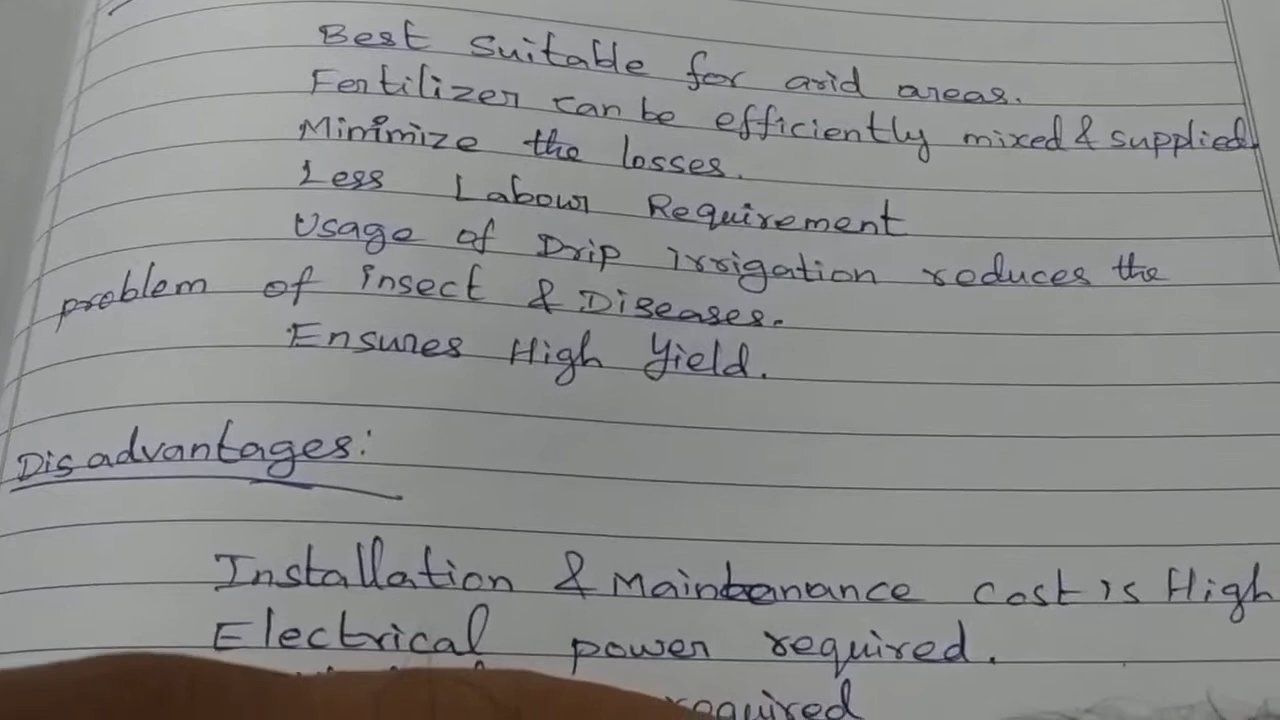 Best suitable for arid areas.
Fertilizer can be efficiently mixed & supplied
Minimize the losses.
Less Labour Requirement
Usage of Drip irrigation reduces the
problem of insect & Diseases.
Ensures High Yield.
Disadvantages:
Installation & Maintenance cost is High
Electrical power required.
required